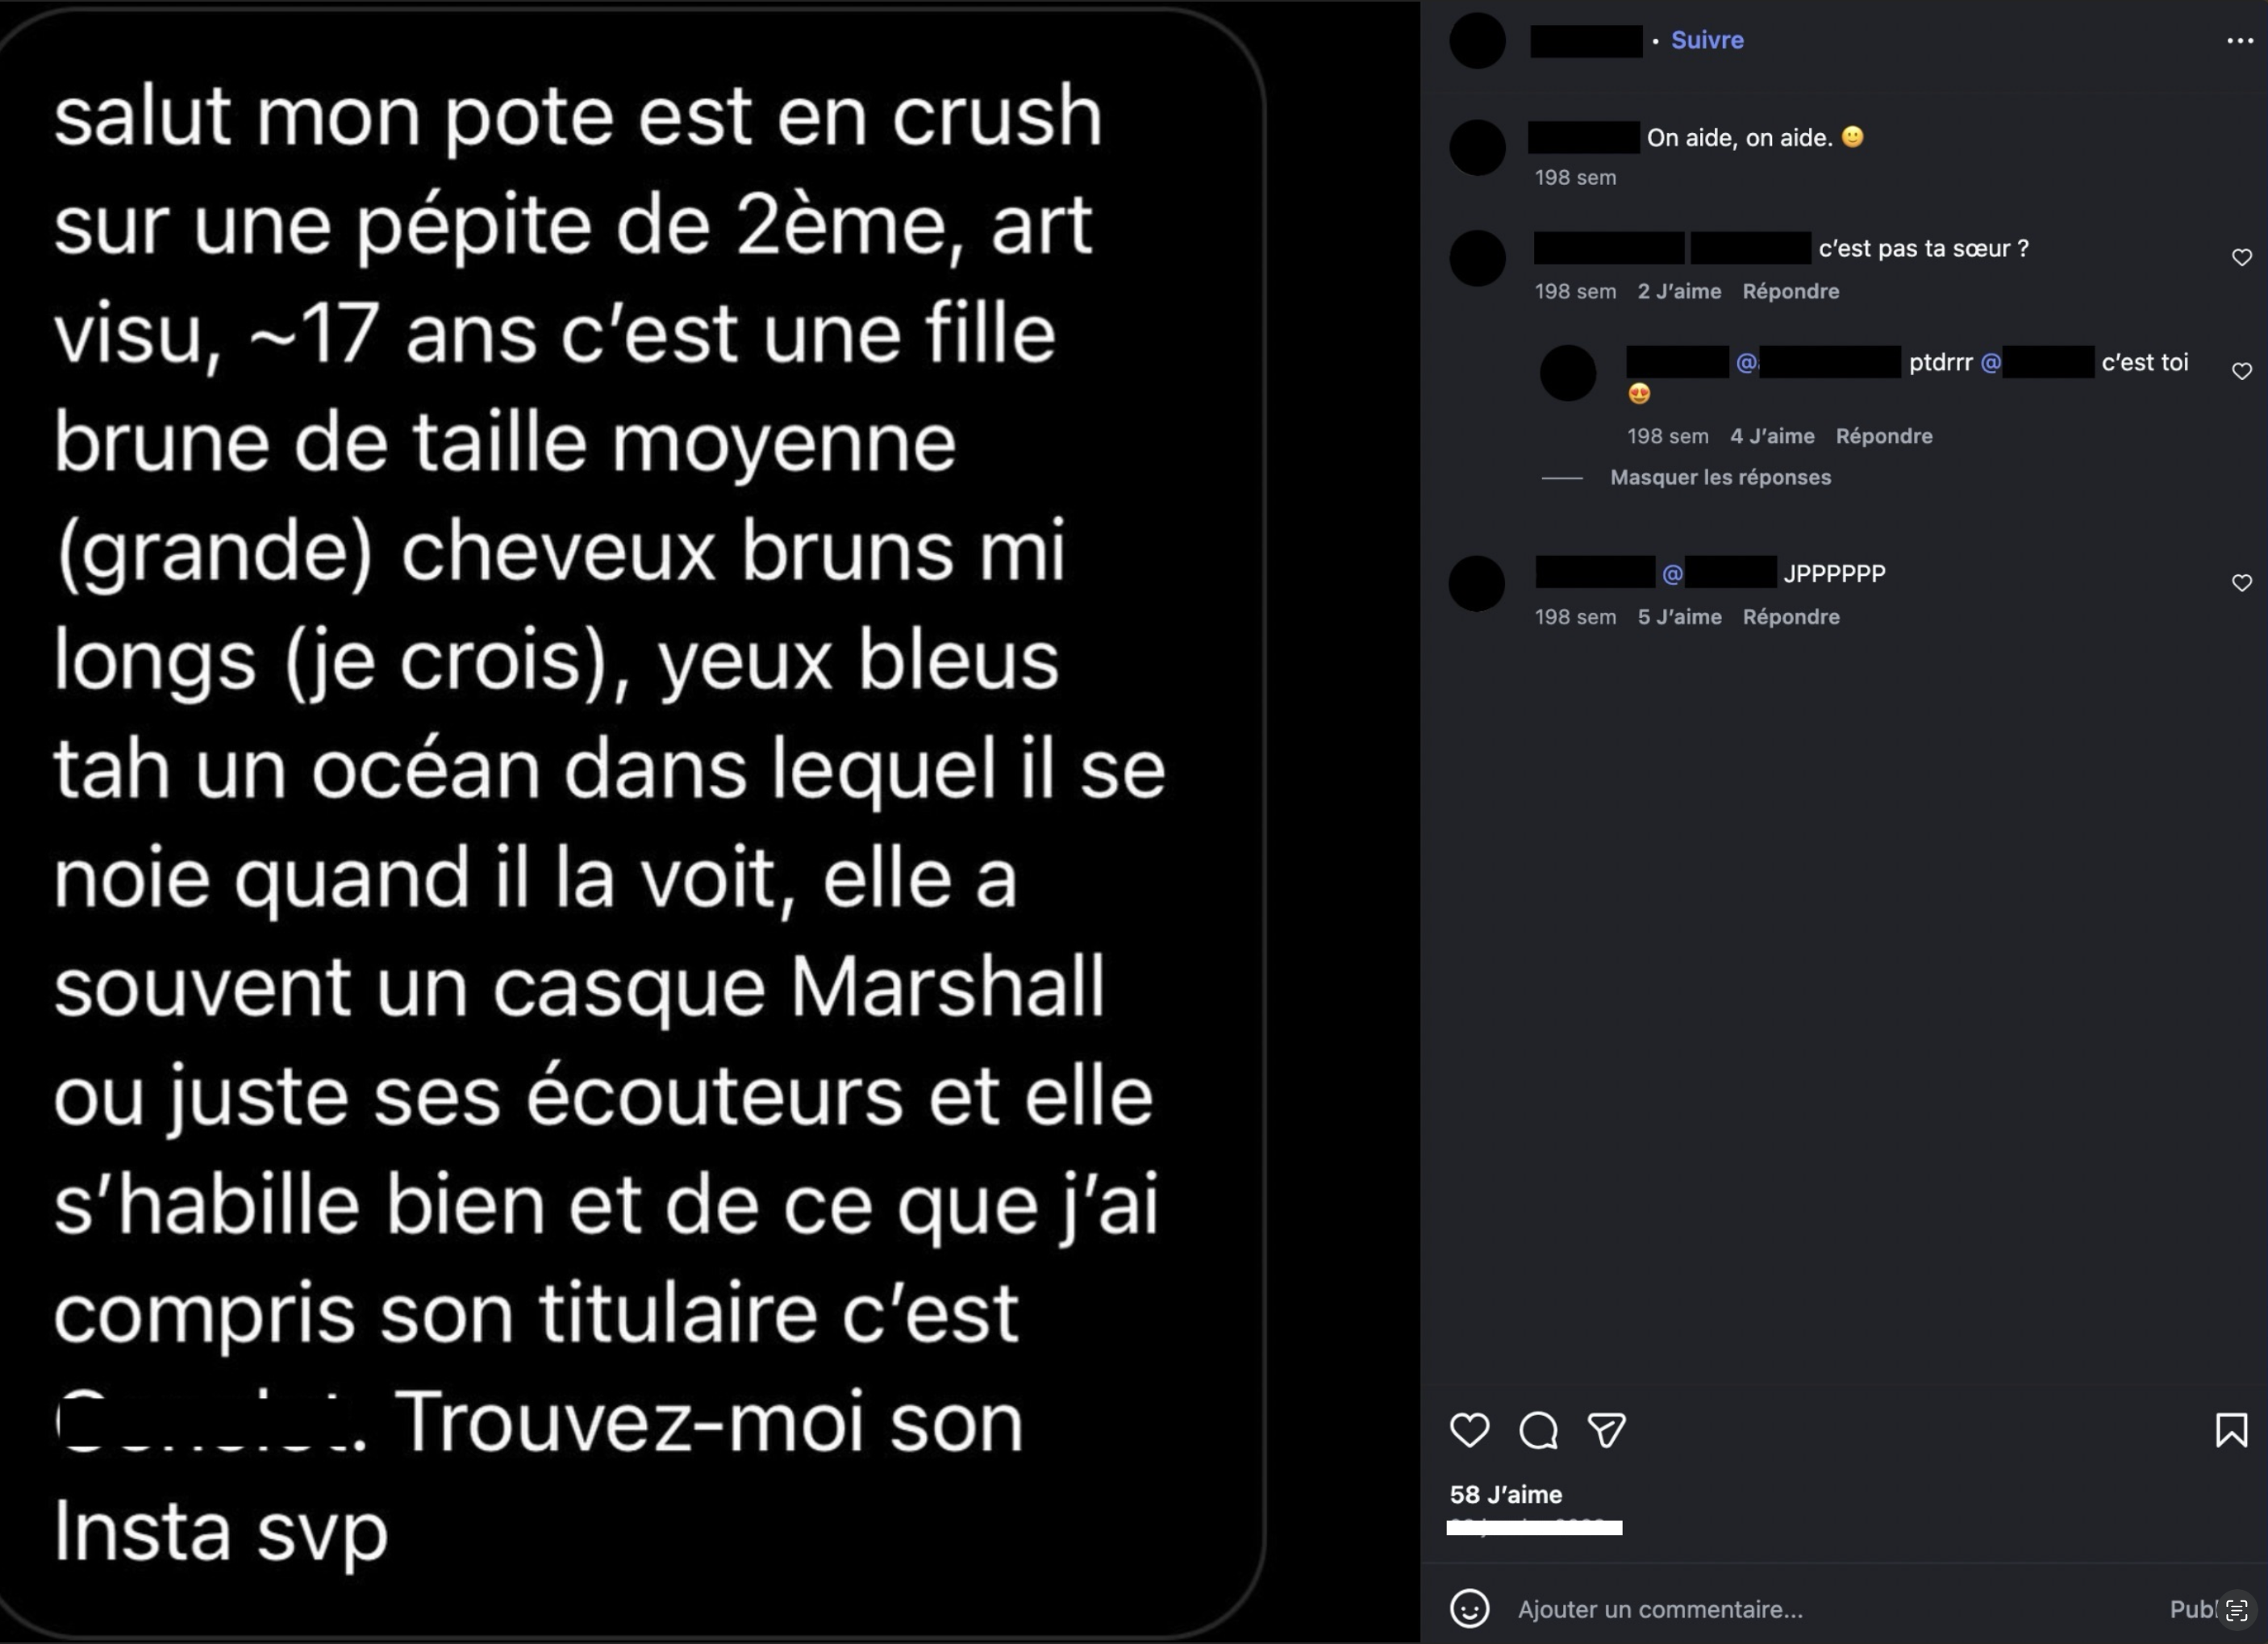 salut mon pote est en crush
sur une pépite de 2ème, art
visu, ~17 ans c'est une fille
brune de taille moyenne
(grande) cheveux bruns mi
longs (je crois), yeux bleus
tah un océan dans lequel il se
noie quand il la voit, elle a
souvent un casque Marshall
ou juste ses écouteurs et elle
s'habille bien et de ce que j'ai
compris son titulaire c'est
. Trouvez-moi son
Insta svp
• Suivre
On aide, on aide. 🙂
198 sem
c'est pas ta sœur ?
198 sem 2 J'aime Répondre
@ ptdrrr @ c'est toi
😍
198 sem 4 J'aime Répondre
Masquer les réponses
@ JPPPPPP
198 sem 5 J'aime Répondre
58 J'aime
Ajouter un commentaire... Publ